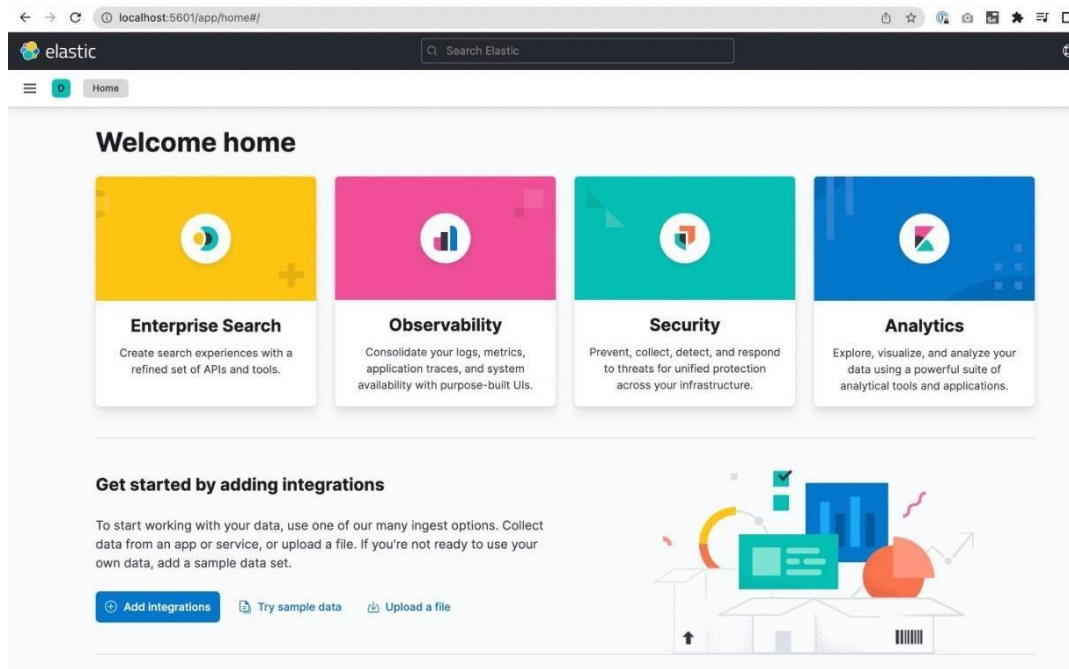 localhost:5601/app/home#/
elastic
Search Elastic
D
Home
Welcome home
Enterprise Search
Create search experiences with a
refined set of APIs and tools.
Observability
Consolidate your logs, metrics,
application traces, and system
availability with purpose-built UIs.
Security
Prevent, collect, detect, and respond
to threats for unified protection
across your infrastructure.
Analytics
Explore, visualize, and analyze your
data using a powerful suite of
analytical tools and applications.
Get started by adding integrations
To start working with your data, use one of our many ingest options. Collect
data from an app or service, or upload a file. If you're not ready to use your
own data, add a sample data set.
Add integrations Try sample data Upload a file